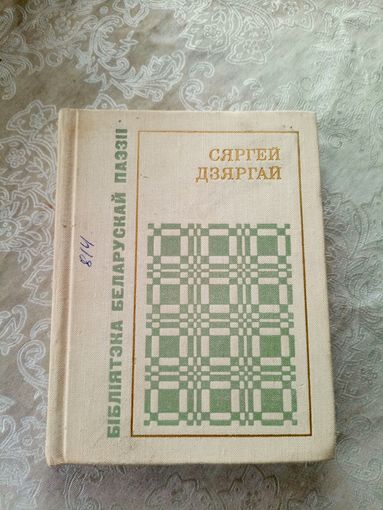 СЯРГЕЙ
ДЗЯРГАЙ
БІБЛІЯТЭКА БЕЛАРУСКАЙ ПАЭЗІІ
814